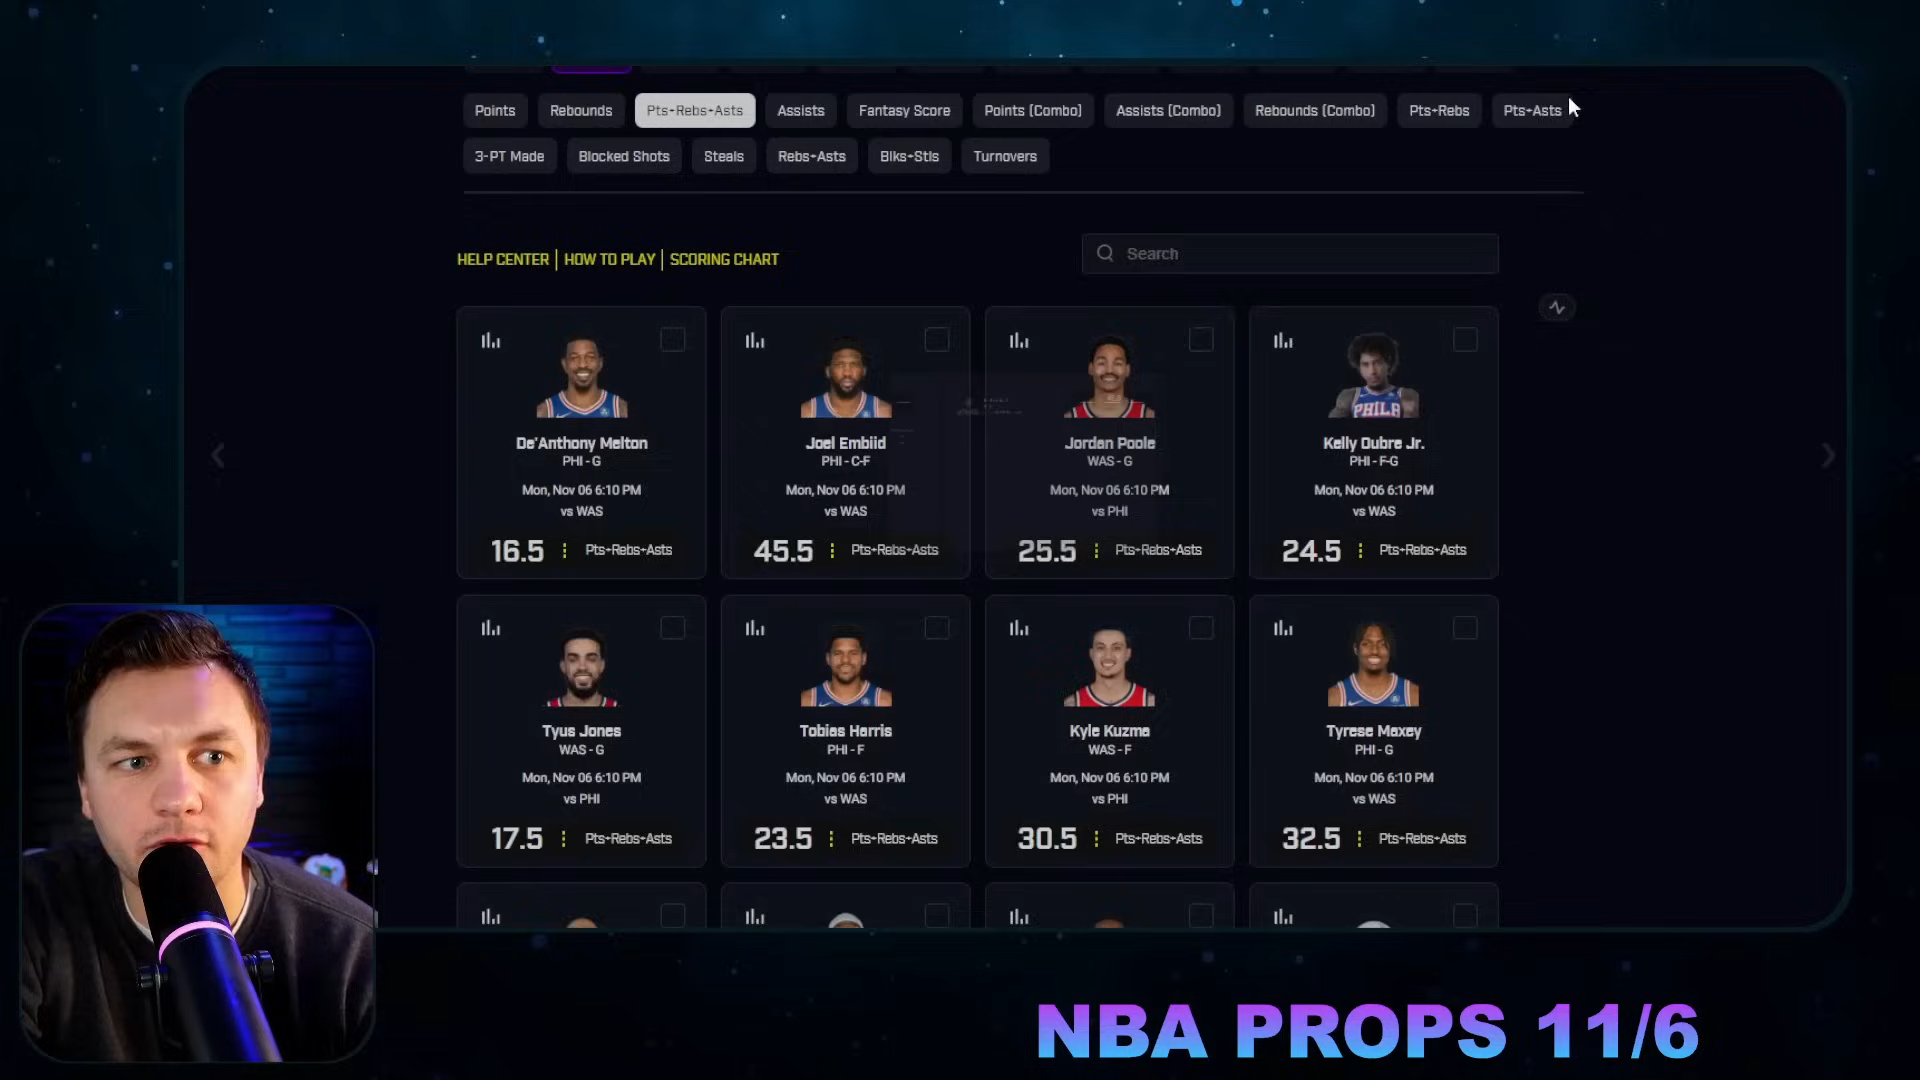 Points Rebounds Pts+Rebs+Asts Assists Fantasy Score Points (Combo) Assists (Combo) Rebounds (Combo) Pts+Rebs Pts+Asts
3-PT Made Blocked Shots Steals Rebs+Asts Blks+Stls Turnovers
HELP CENTER | HOW TO PLAY | SCORING CHART
Search
De'Anthony Melton
PHI - G
Mon, Nov 06 6:10 PM
vs WAS
16.5 Pts+Rebs+Asts
Joel Embiid
PHI - C-F
Mon, Nov 06 6:10 PM
vs WAS
45.5 Pts+Rebs+Asts
Jordan Poole
WAS - G
Mon, Nov 06 6:10 PM
vs PHI
25.5 Pts+Rebs+Asts
PHILA
Kelly Oubre Jr.
PHI - F-G
Mon, Nov 06 6:10 PM
vs WAS
24.5 Pts+Rebs+Asts
Tyus Jones
WAS - G
Mon, Nov 06 6:10 PM
vs PHI
17.5 Pts+Rebs+Asts
Tobias Harris
PHI - F
Mon, Nov 06 6:10 PM
vs WAS
23.5 Pts+Rebs+Asts
Kyle Kuzma
WAS - F
Mon, Nov 06 6:10 PM
vs PHI
30.5 Pts+Rebs+Asts
Tyrese Maxey
PHI - G
Mon, Nov 06 6:10 PM
vs WAS
32.5 Pts+Rebs+Asts
NBA PROPS 11/6